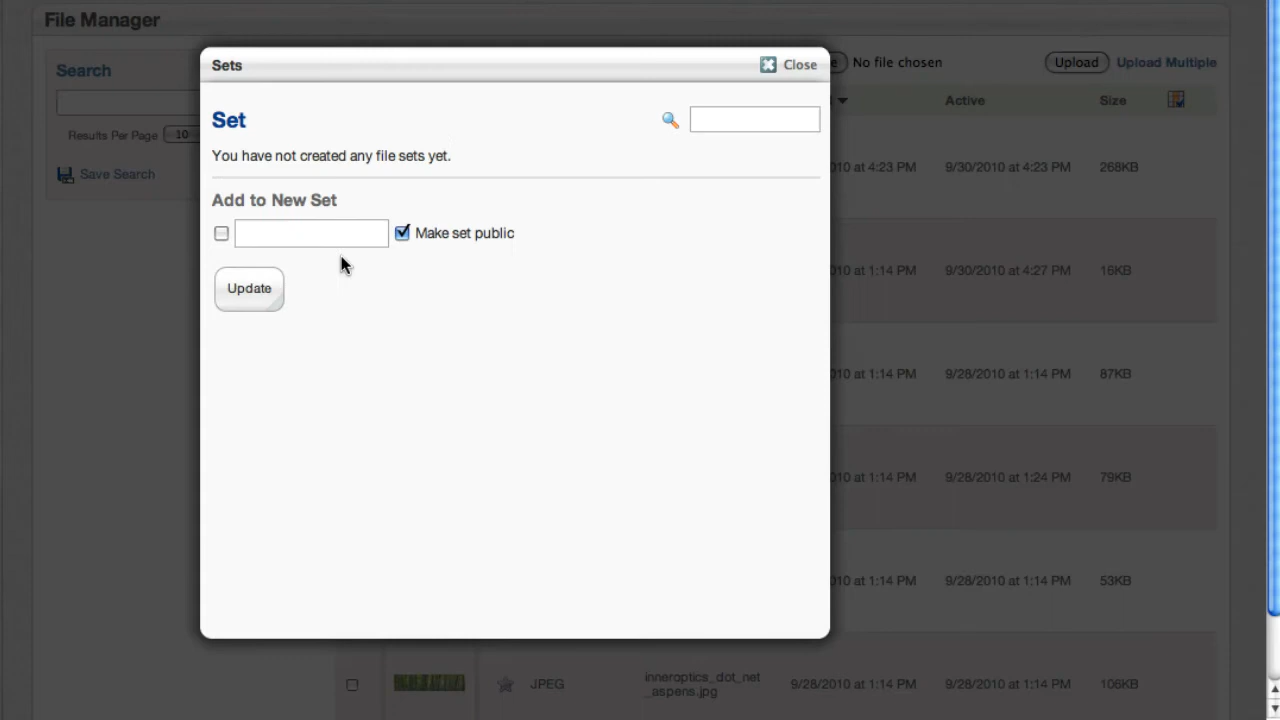 File Manager
Sets
Close
Search
No file chosen
Upload
Upload Multiple
Active
Size
Set
Results Per Page
10
You have not created any file sets yet.
Save Search
010 at 4:23 PM
9/30/2010 at 4:23 PM
268KB
Add to New Set
Make set public
Update
010 at 1:14 PM
9/30/2010 at 4:27 PM
16KB
010 at 1:14 PM
9/28/2010 at 1:14 PM
87KB
010 at 1:14 PM
9/28/2010 at 1:24 PM
79KB
010 at 1:14 PM
9/28/2010 at 1:14 PM
53KB
JPEG
inneroptics_dot_net
_aspens.jpg
9/28/2010 at 1:14 PM
9/28/2010 at 1:14 PM
106KB